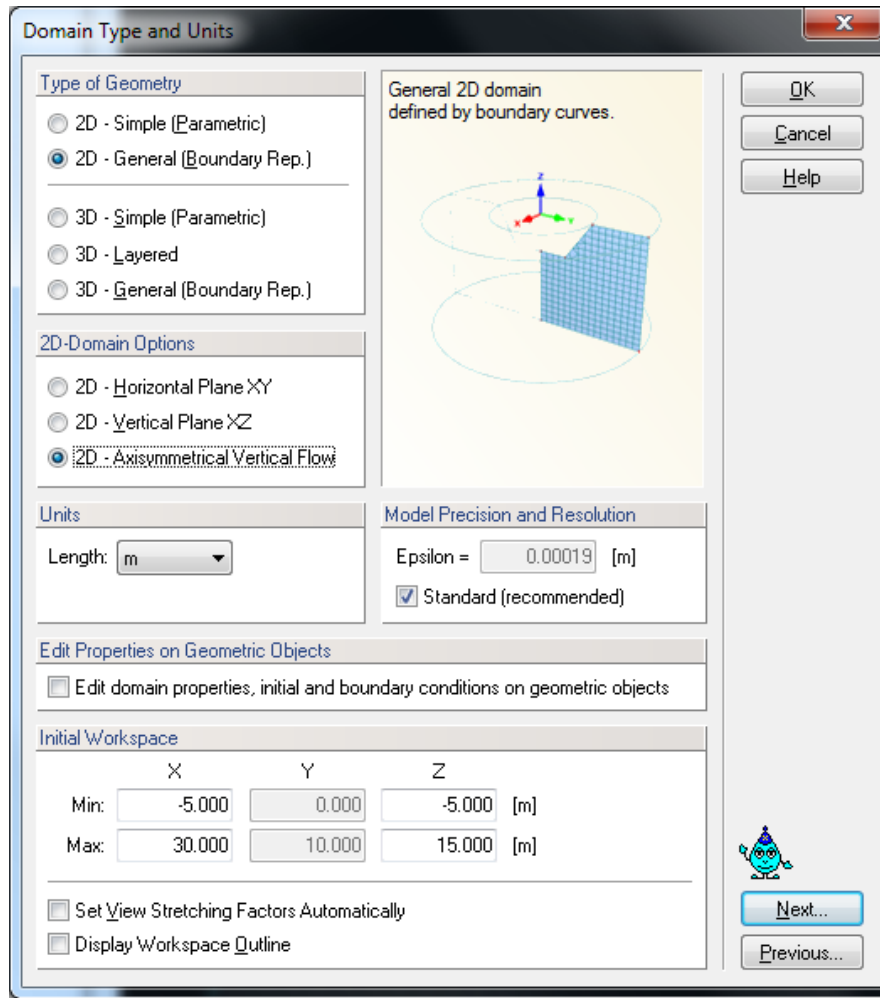 Domain Type and Units
Type of Geometry
2D - Simple (Parametric)
2D - General (Boundary Rep.)
3D - Simple (Parametric)
3D - Layered
3D - General (Boundary Rep.)
General 2D domain
defined by boundary curves.
z
x
y
OK
Cancel
Help
2D-Domain Options
2D - Horizontal Plane XY
2D - Vertical Plane XZ
2D - Axisymmetrical Vertical Flow
Units
Length: m
Model Precision and Resolution
Epsilon = 0.00019 [m]
Standard (recommended)
Edit Properties on Geometric Objects
Edit domain properties, initial and boundary conditions on geometric objects
Initial Workspace
X Y Z
Min: -5.000 0.000 -5.000 [m]
Max: 30.000 10.000 15.000 [m]
Set View Stretching Factors Automatically
Display Workspace Outline
Next...
Previous...